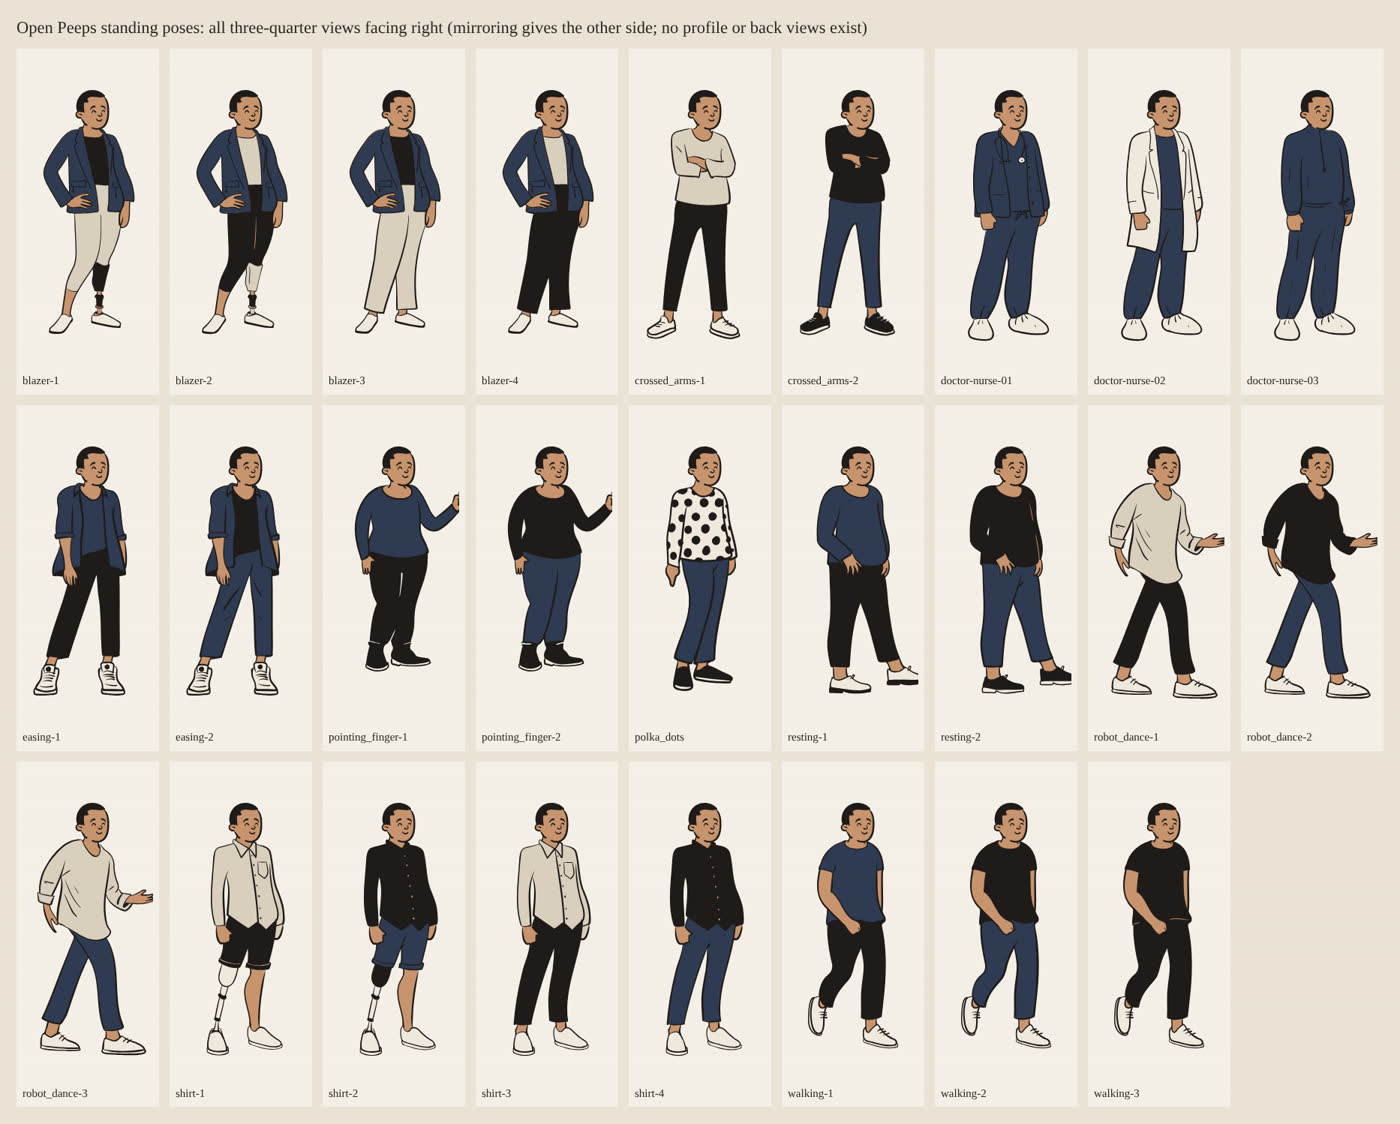 Open Peeps standing poses: all three-quarter views facing right (mirroring gives the other side; no profile or back views exist)
blazer-1
blazer-2
blazer-3
blazer-4
crossed_arms-1
crossed_arms-2
doctor-nurse-01
doctor-nurse-02
doctor-nurse-03
easing-1
easing-2
pointing_finger-1
pointing_finger-2
polka_dots
resting-1
resting-2
robot_dance-1
robot_dance-2
robot_dance-3
shirt-1
shirt-2
shirt-3
shirt-4
walking-1
walking-2
walking-3